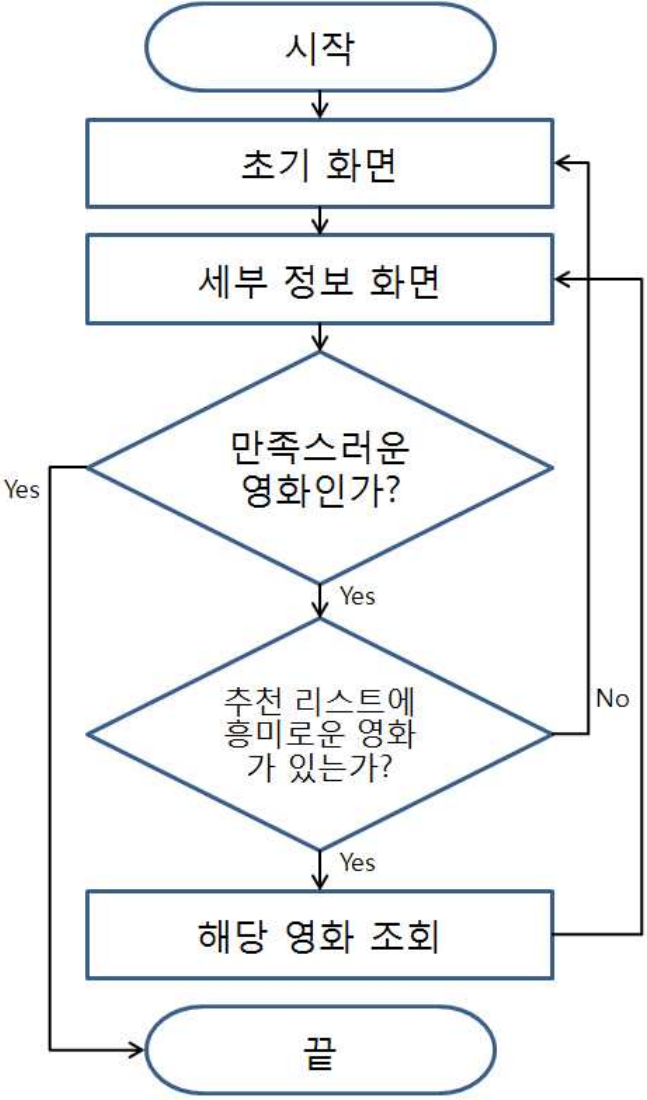 시작
초기 화면
세부 정보 화면
만족스러운
영화인가?
Yes
Yes
추천 리스트에
흥미로운 영화
가 있는가?
No
Yes
해당 영화 조회
끝